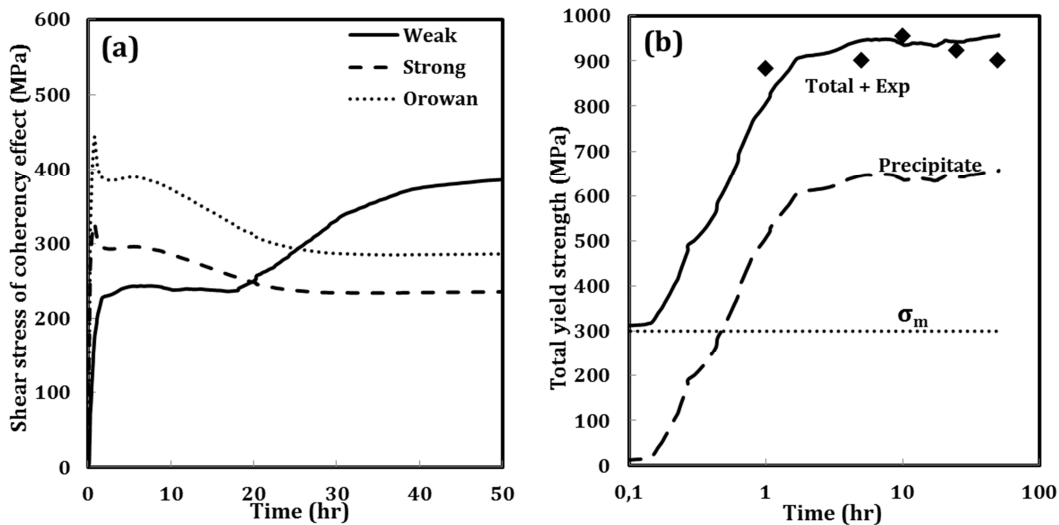 (a)
Weak
Strong
Orowan
Shear stress of coherency effect (MPa)
600
500
400
300
200
100
0
0
10
20
30
40
50
Time (hr)
(b)
Total + Exp
Precipitate
σm
Total yield strength (MPa)
1000
900
800
700
600
500
400
300
200
100
0
0,1
1
10
100
Time (hr)